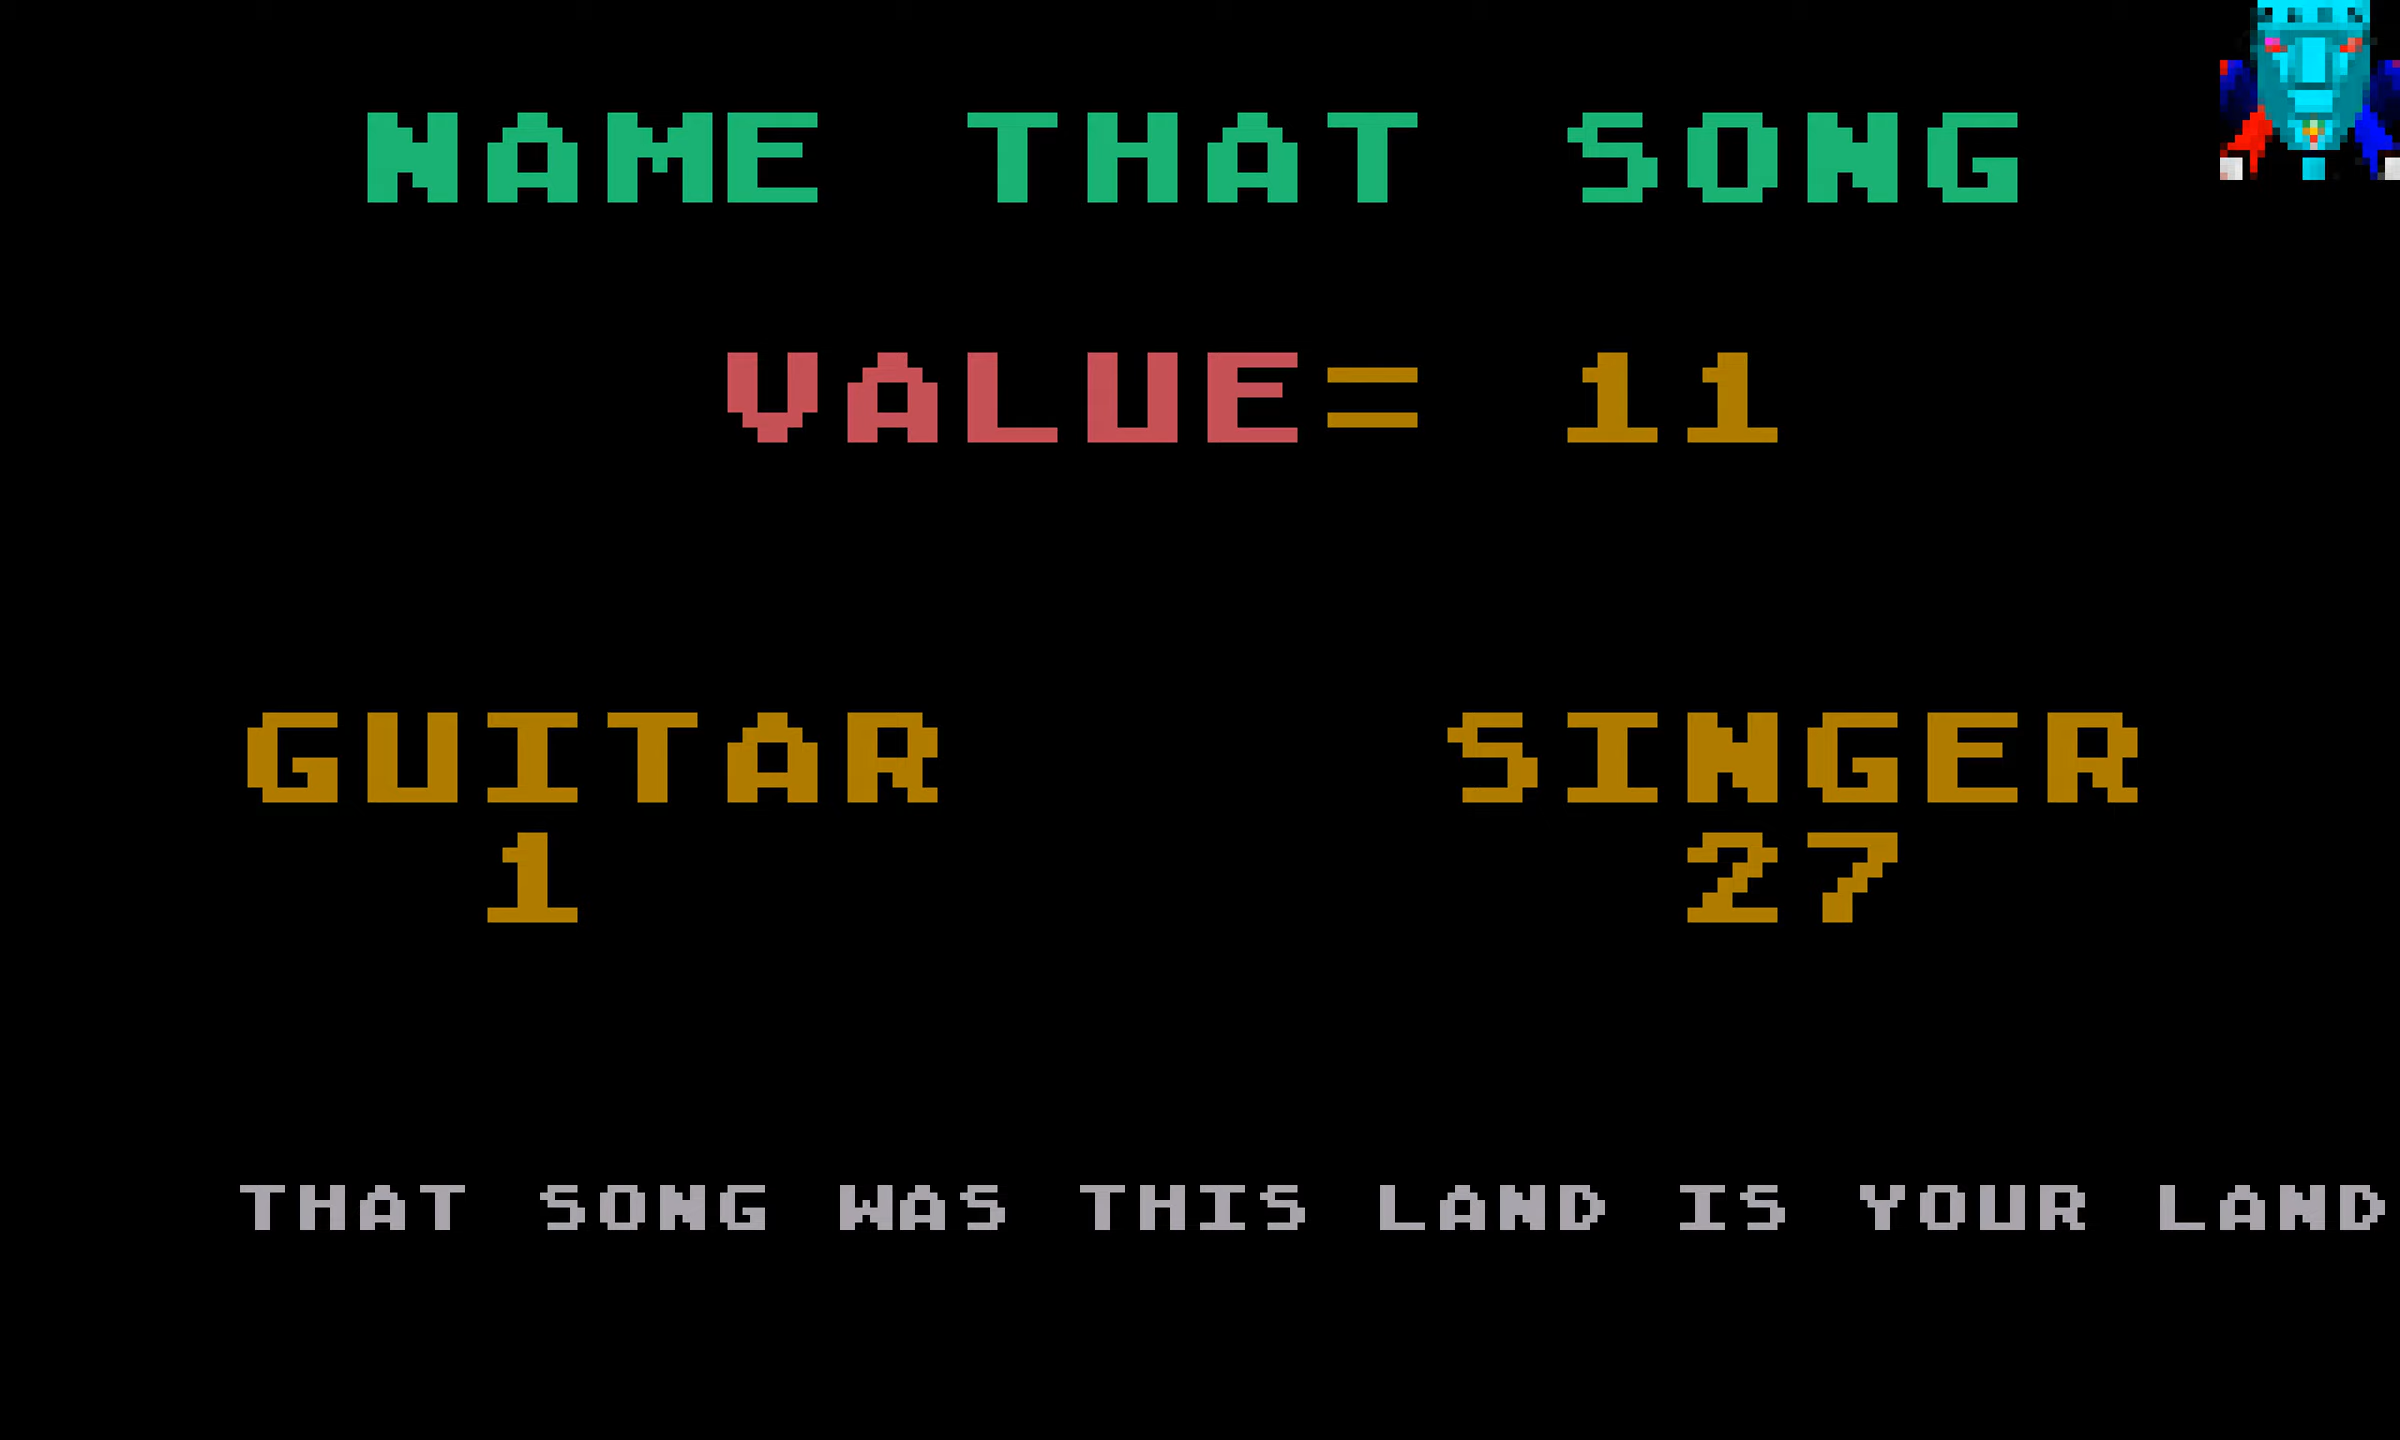 NAME THAT SONG
VALUE= 11
GUITAR SINGER
1 27
THAT SONG WAS THIS LAND IS YOUR LAND